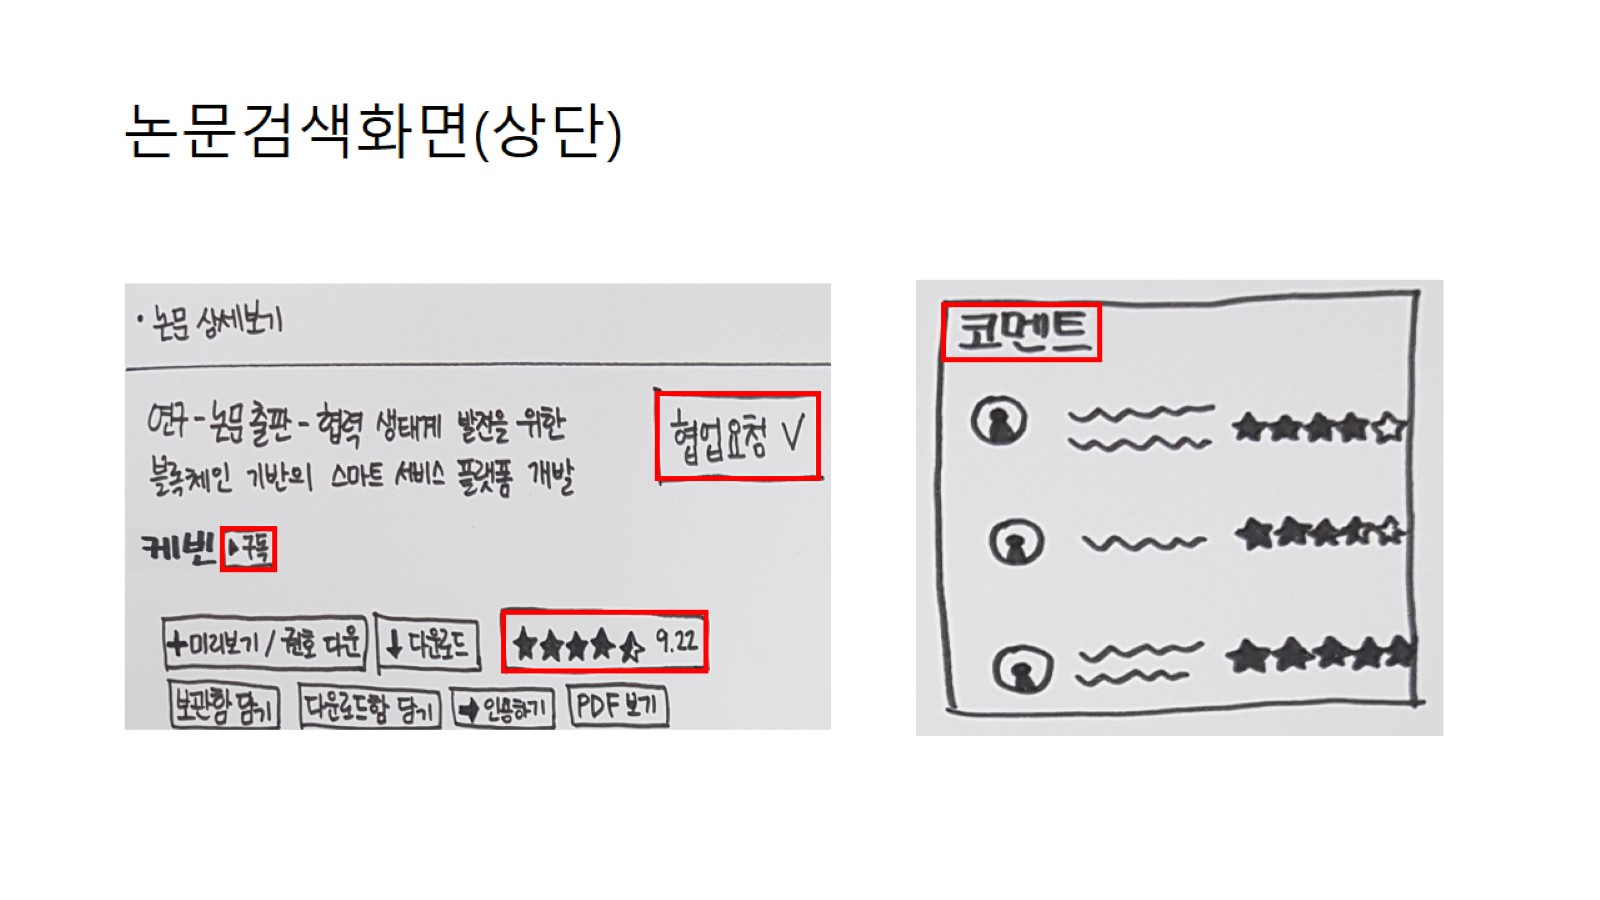 논문검색화면(상단)
• 논문 상세보기
연구-논문출판-협력 생태계 발전을 위한
블록체인 기반의 스마트 서비스 플랫폼 개발
협업요청 V
케빈 ▶구독
+미리보기 / 권호 다운
↓다운로드
9.22
보관함 담기
다운로드함 담기
➡인용하기
PDF 보기
코멘트